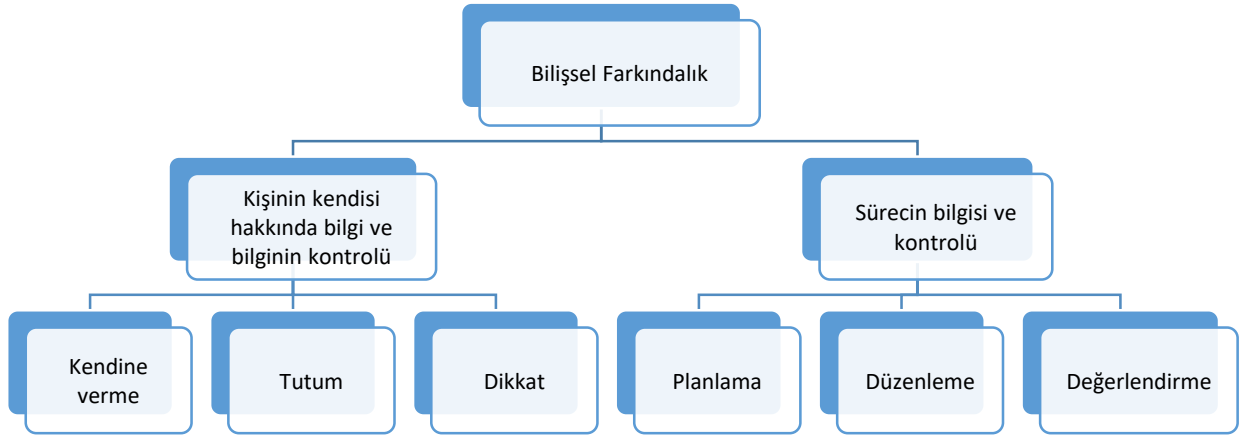 Bilişsel Farkındalık
Kişinin kendisi
hakkında bilgi ve
bilginin kontrolü
Sürecin bilgisi ve
kontrolü
Kendine
verme
Tutum
Dikkat
Planlama
Düzenleme
Değerlendirme